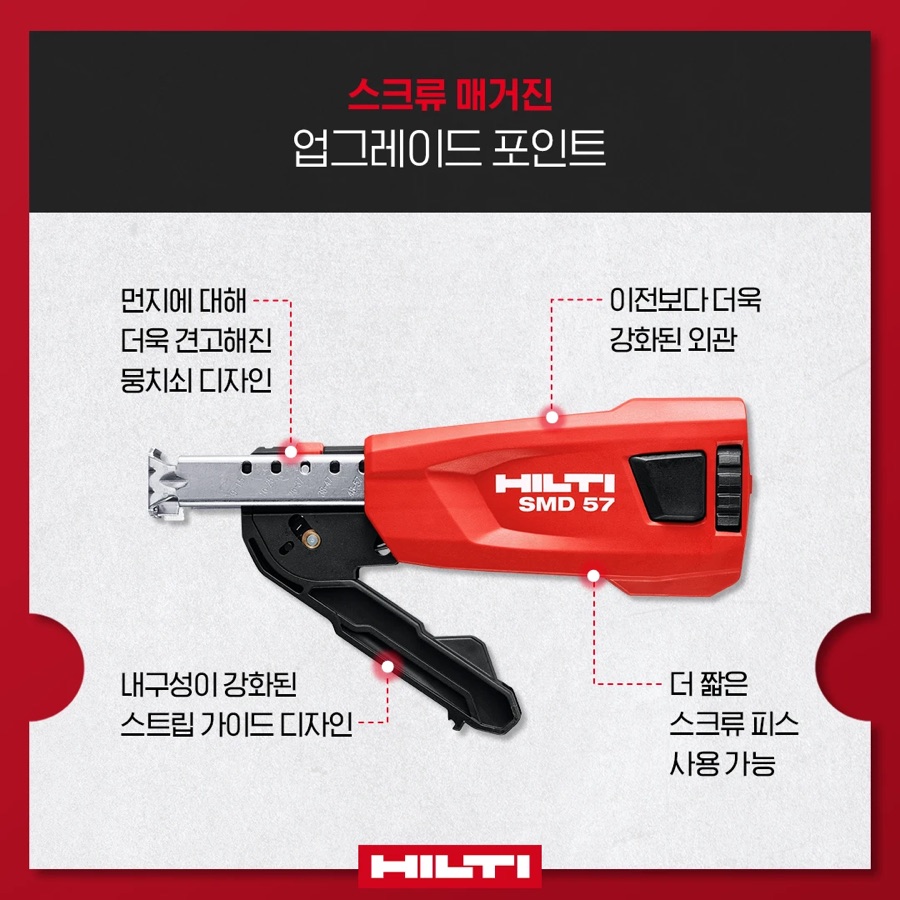 스크류 매거진
업그레이드 포인트
먼지에 대해
더욱 견고해진
뭉치쇠 디자인
이전보다 더욱
강화된 외관
HILTI
SMD 57
내구성이 강화된
스트립 가이드 디자인
더 짧은
스크류 피스
사용 가능
HILTI